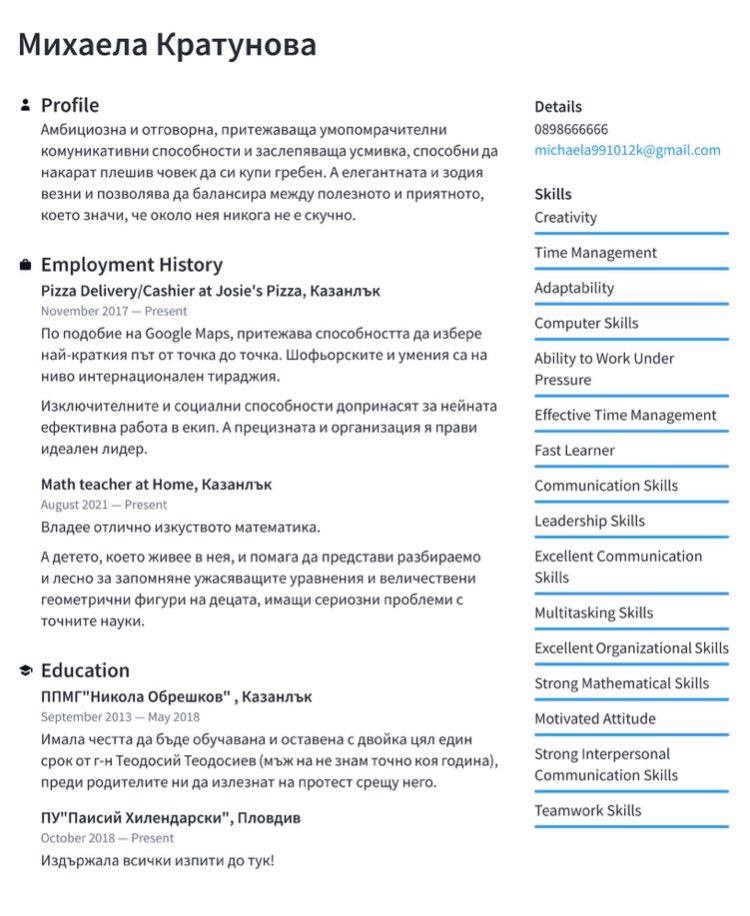 Михаела Кратунова
Profile
Амбициозна и отговорна, притежаваща умопомрачителни
комуникативни способности и заслепяваща усмивка, способни да
накарат плешив човек да си купи гребен. А елегантната и зодия
везни и позволява да балансира между полезното и приятното,
което значи, че около нея никога не е скучно.
Employment History
Pizza Delivery/Cashier at Josie's Pizza, Казанлък
November 2017 — Present
По подобие на Google Maps, притежава способността да избере
най-краткия път от точка до точка. Шофьорските и умения са на
ниво интернационален тираджия.
Изключителните и социални способности допринасят за нейната
ефективна работа в екип. А прецизната и организация я прави
идеален лидер.
Math teacher at Home, Казанлък
August 2021 — Present
Владее отлично изкуството математика.
А детето, което живее в нея, и помага да представи разбираемо
и лесно за запомняне ужасяващите уравнения и величествени
геометрични фигури на децата, имащи сериозни проблеми с
точните науки.
Education
ППМГ"Никола Обрешков" , Казанлък
September 2013 — May 2018
Имала честта да бъде обучавана и оставена с двойка цял един
срок от г-н Теодосий Теодосиев (мъж на не знам точно коя година),
преди родителите ни да излезнат на протест срещу него.
ПУ"Паисий Хилендарски", Пловдив
October 2018 — Present
Издържала всички изпити до тук!
Details
0898666666
michaela991012k@gmail.com
Skills
Creativity
Time Management
Adaptability
Computer Skills
Ability to Work Under
Pressure
Effective Time Management
Fast Learner
Communication Skills
Leadership Skills
Excellent Communication
Skills
Multitasking Skills
Excellent Organizational Skills
Strong Mathematical Skills
Motivated Attitude
Strong Interpersonal
Communication Skills
Teamwork Skills